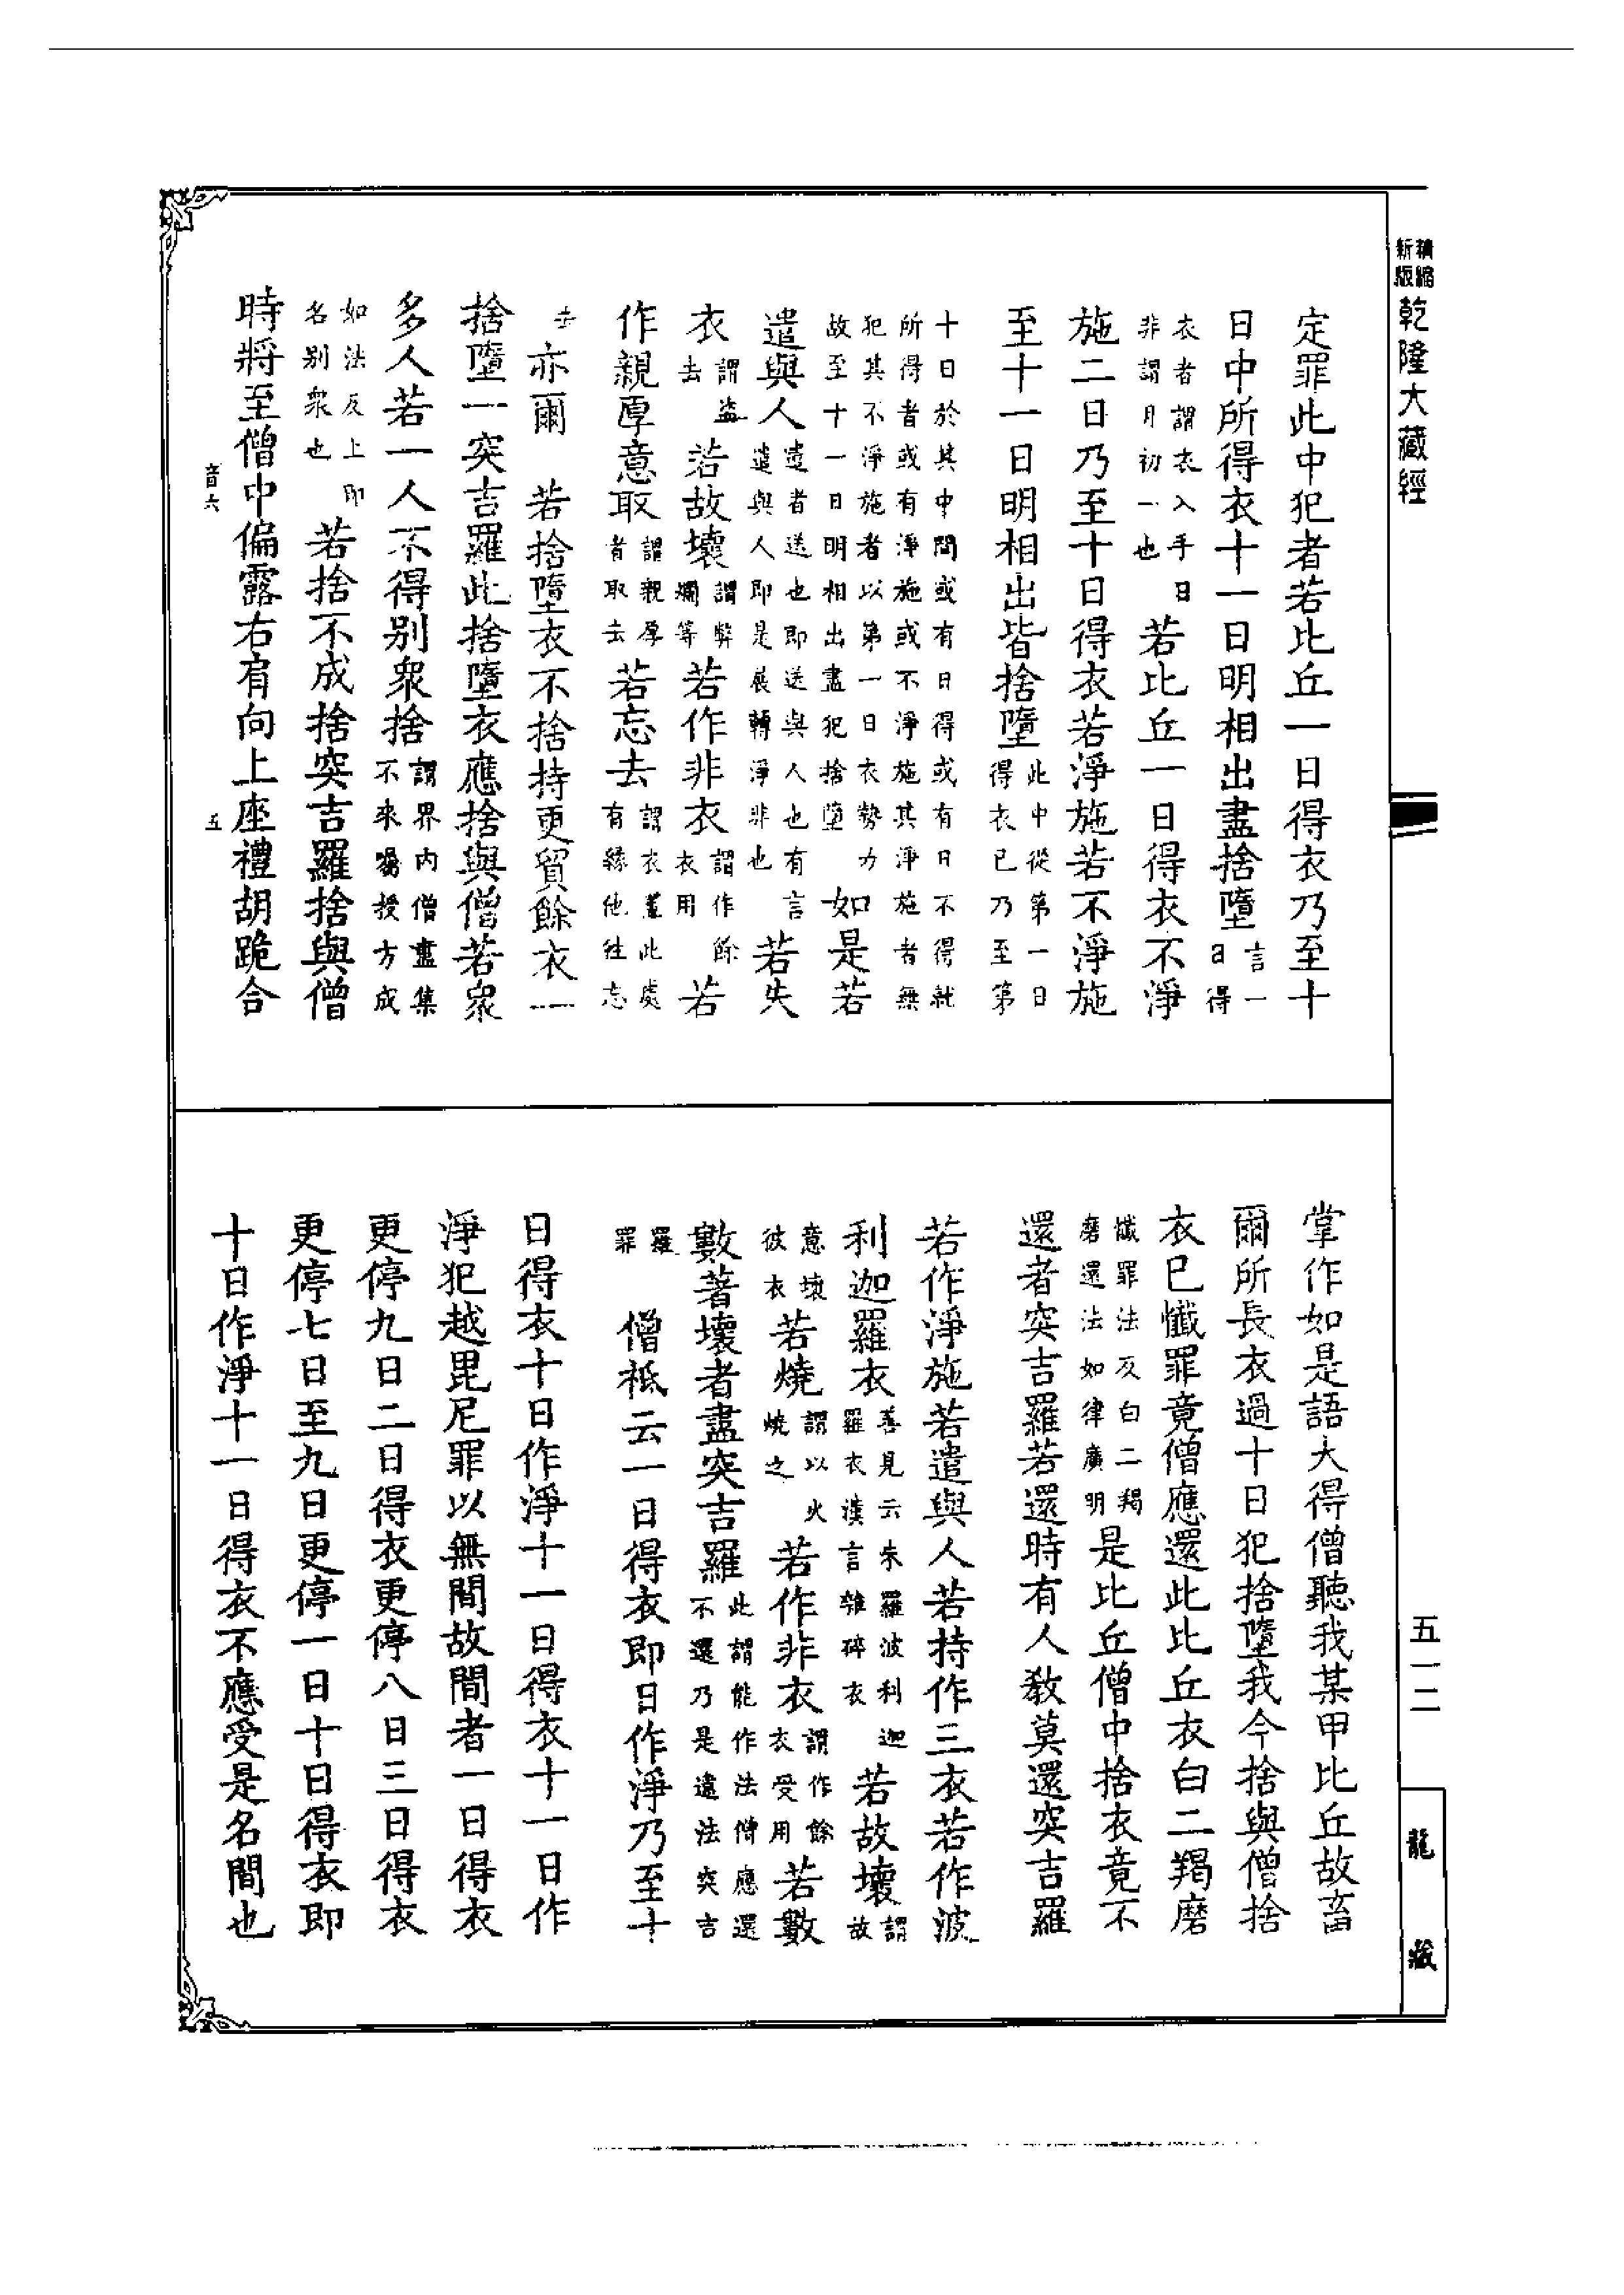 精縮新版 乾隆大藏經
定罪此中犯者若比丘一日得衣乃至十
日中所得衣十一日明相出盡捨墮言一日得
衣者謂衣入手日非謂月初一也若比丘一日得衣不淨
施二日乃至十日得衣若淨施若不淨施
至十一日明相出皆捨墮此中從第一日得衣已乃至第
十日於其中間或有日得或有日不得就
所得者或有淨施或不淨施其淨施者無
犯其不淨施者以第一日衣勢力故至十一日明相出盡犯捨墮如是若
遣與人遣者送也即送與人也有言遣與人即是展轉淨非也若失
衣謂盜去若故壞謂弊爛等若作非衣謂作餘衣用若
作親厚意取謂親厚者取去若忘去謂衣置此處有緣他往忘
去亦爾 若捨墮衣不捨持更貿餘衣一
捨墮一突吉羅此捨墮衣應捨與僧若眾
多人若一人不得別眾捨謂界內僧盡集不來囑授方成
如法反上即名別眾也若捨不成捨突吉羅捨與僧
時將至僧中偏露右肩向上座禮胡跪合
音六 五
掌作如是語大得僧聽我某甲比丘故畜
爾所長衣過十日犯捨墮我今捨與僧捨
衣已懺罪竟僧應還此比丘衣白二羯磨
懺罪法及白二羯磨還法如律廣明是比丘僧中捨衣竟不
還者突吉羅若還時有人教莫還突吉羅
若作淨施若遣與人若持作三衣若作波
利迦羅衣善見云朱羅波利迦羅衣漢言雜碎衣若故壞謂故
意壞彼衣若燒謂以火燒之若作非衣謂作餘衣受用若數
數著壞者盡突吉羅此謂能作法傳應還不還乃是違法突吉
羅罪 僧祇云一日得衣即日作淨乃至十
日得衣十日作淨十一日得衣十一日作
淨犯越毘尼罪以無間故間者一日得衣
更停九日二日得衣更停八日三日得衣
更停七日至九日更停一日十日得衣即
十日作淨十一日得衣不應受是名間也
五一二
龍藏